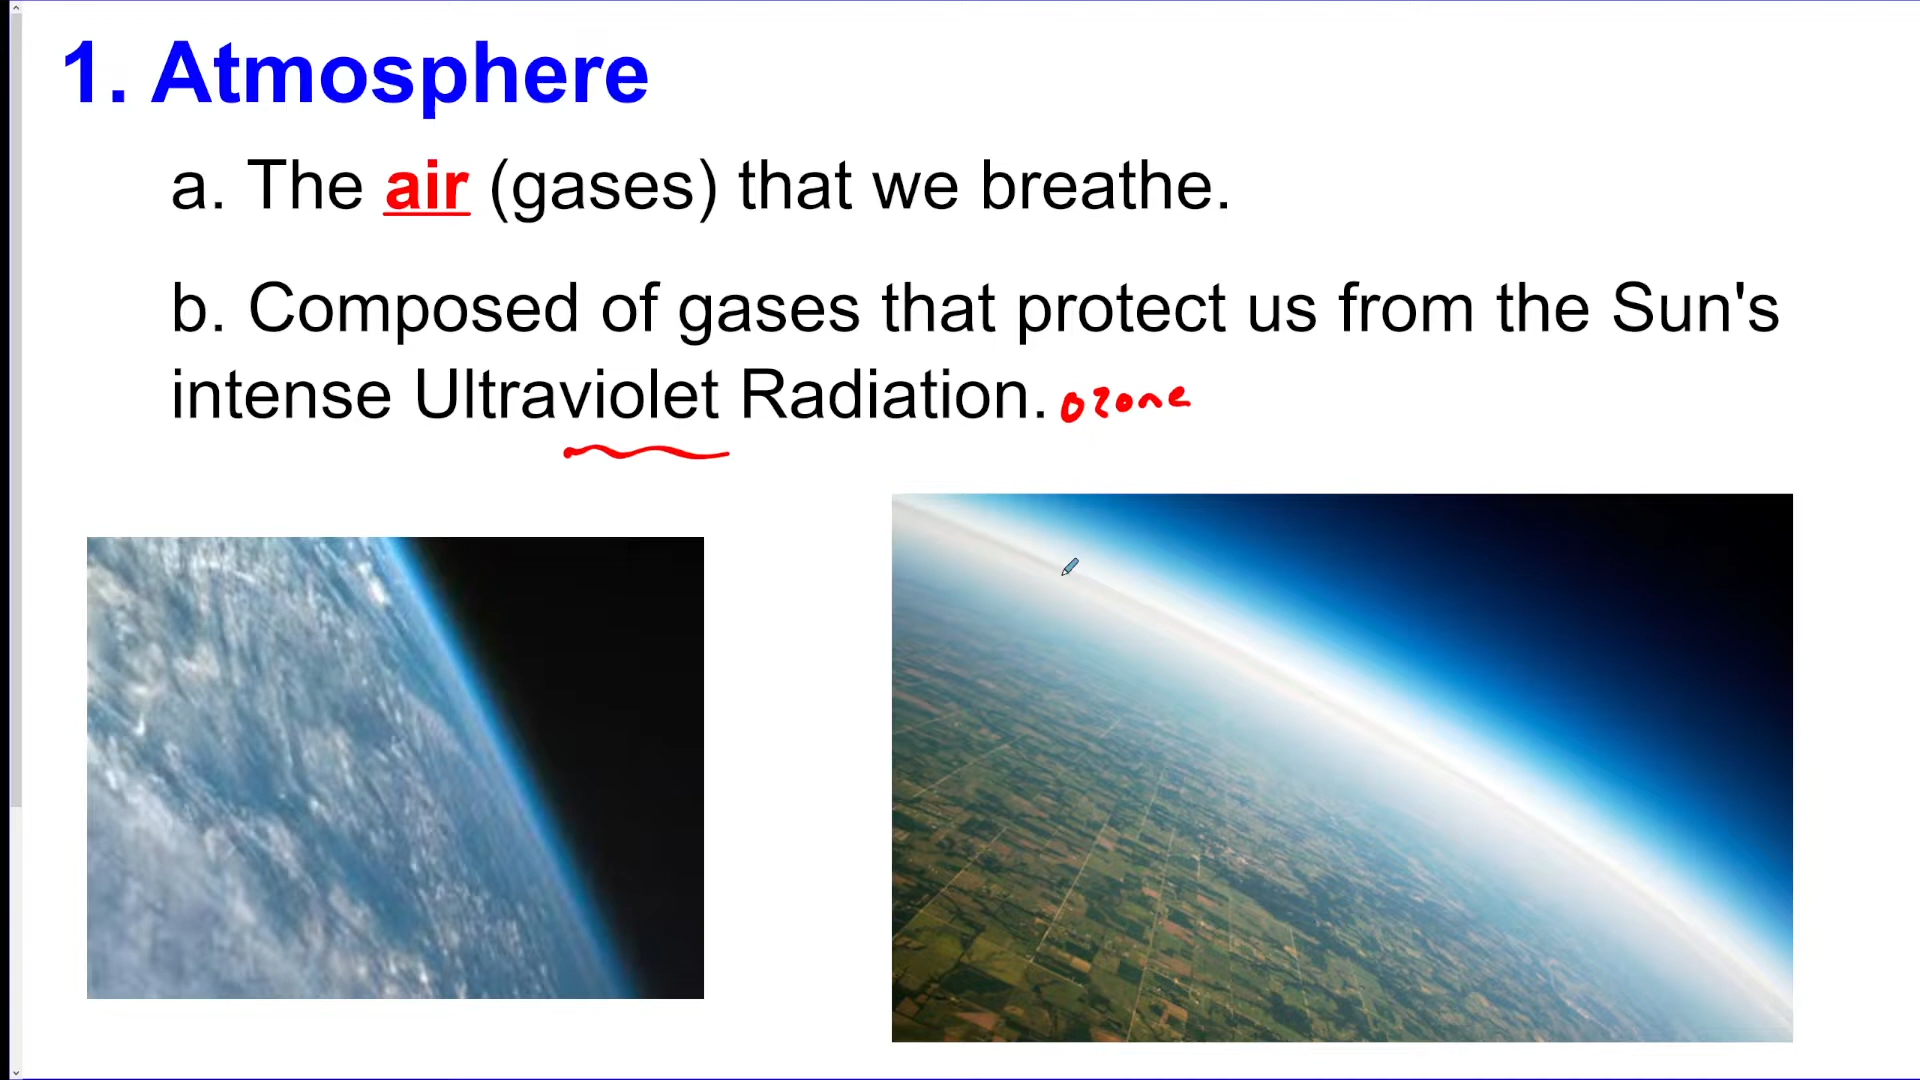 1. Atmosphere
a. The air (gases) that we breathe.
b. Composed of gases that protect us from the Sun's
intense Ultraviolet Radiation. ozone